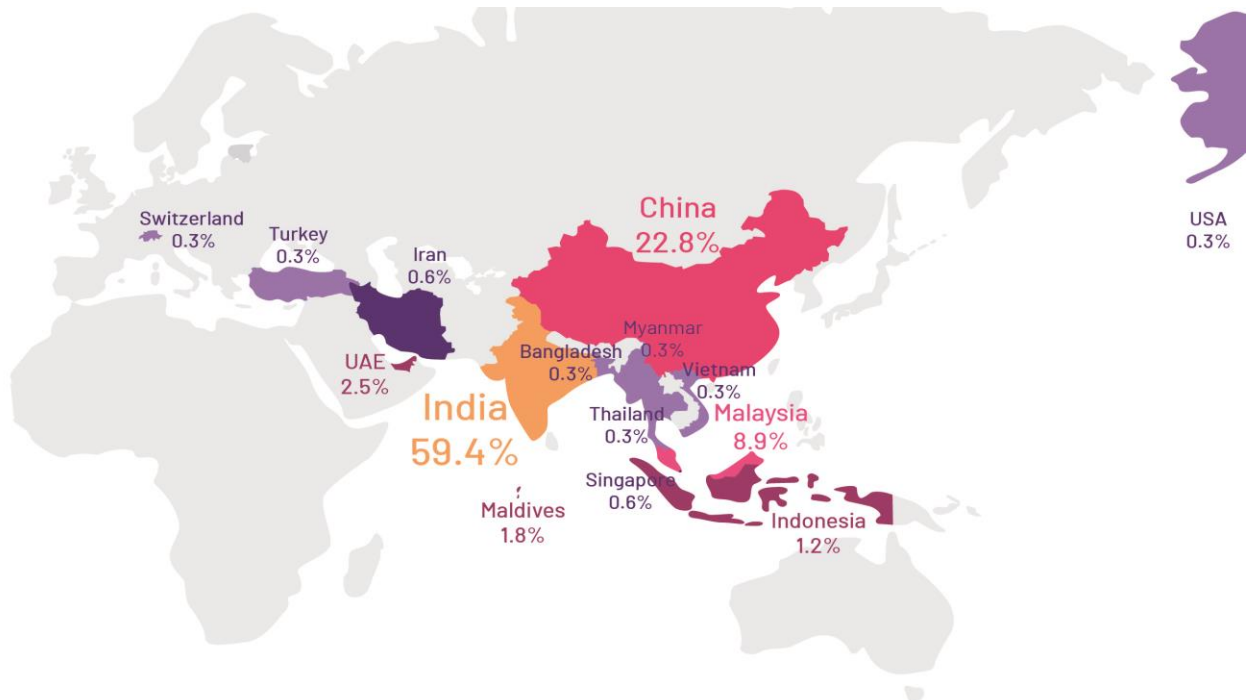 China
22.8%
USA
0.3%
Switzerland
0.3%
Turkey
0.3%
Iran
0.6%
Myanmar
0.3%
Bangladesh
0.3%
UAE
2.5%
Vietnam
0.3%
India
59.4%
Thailand
0.3%
Malaysia
8.9%
Singapore
0.6%
Maldives
1.8%
Indonesia
1.2%